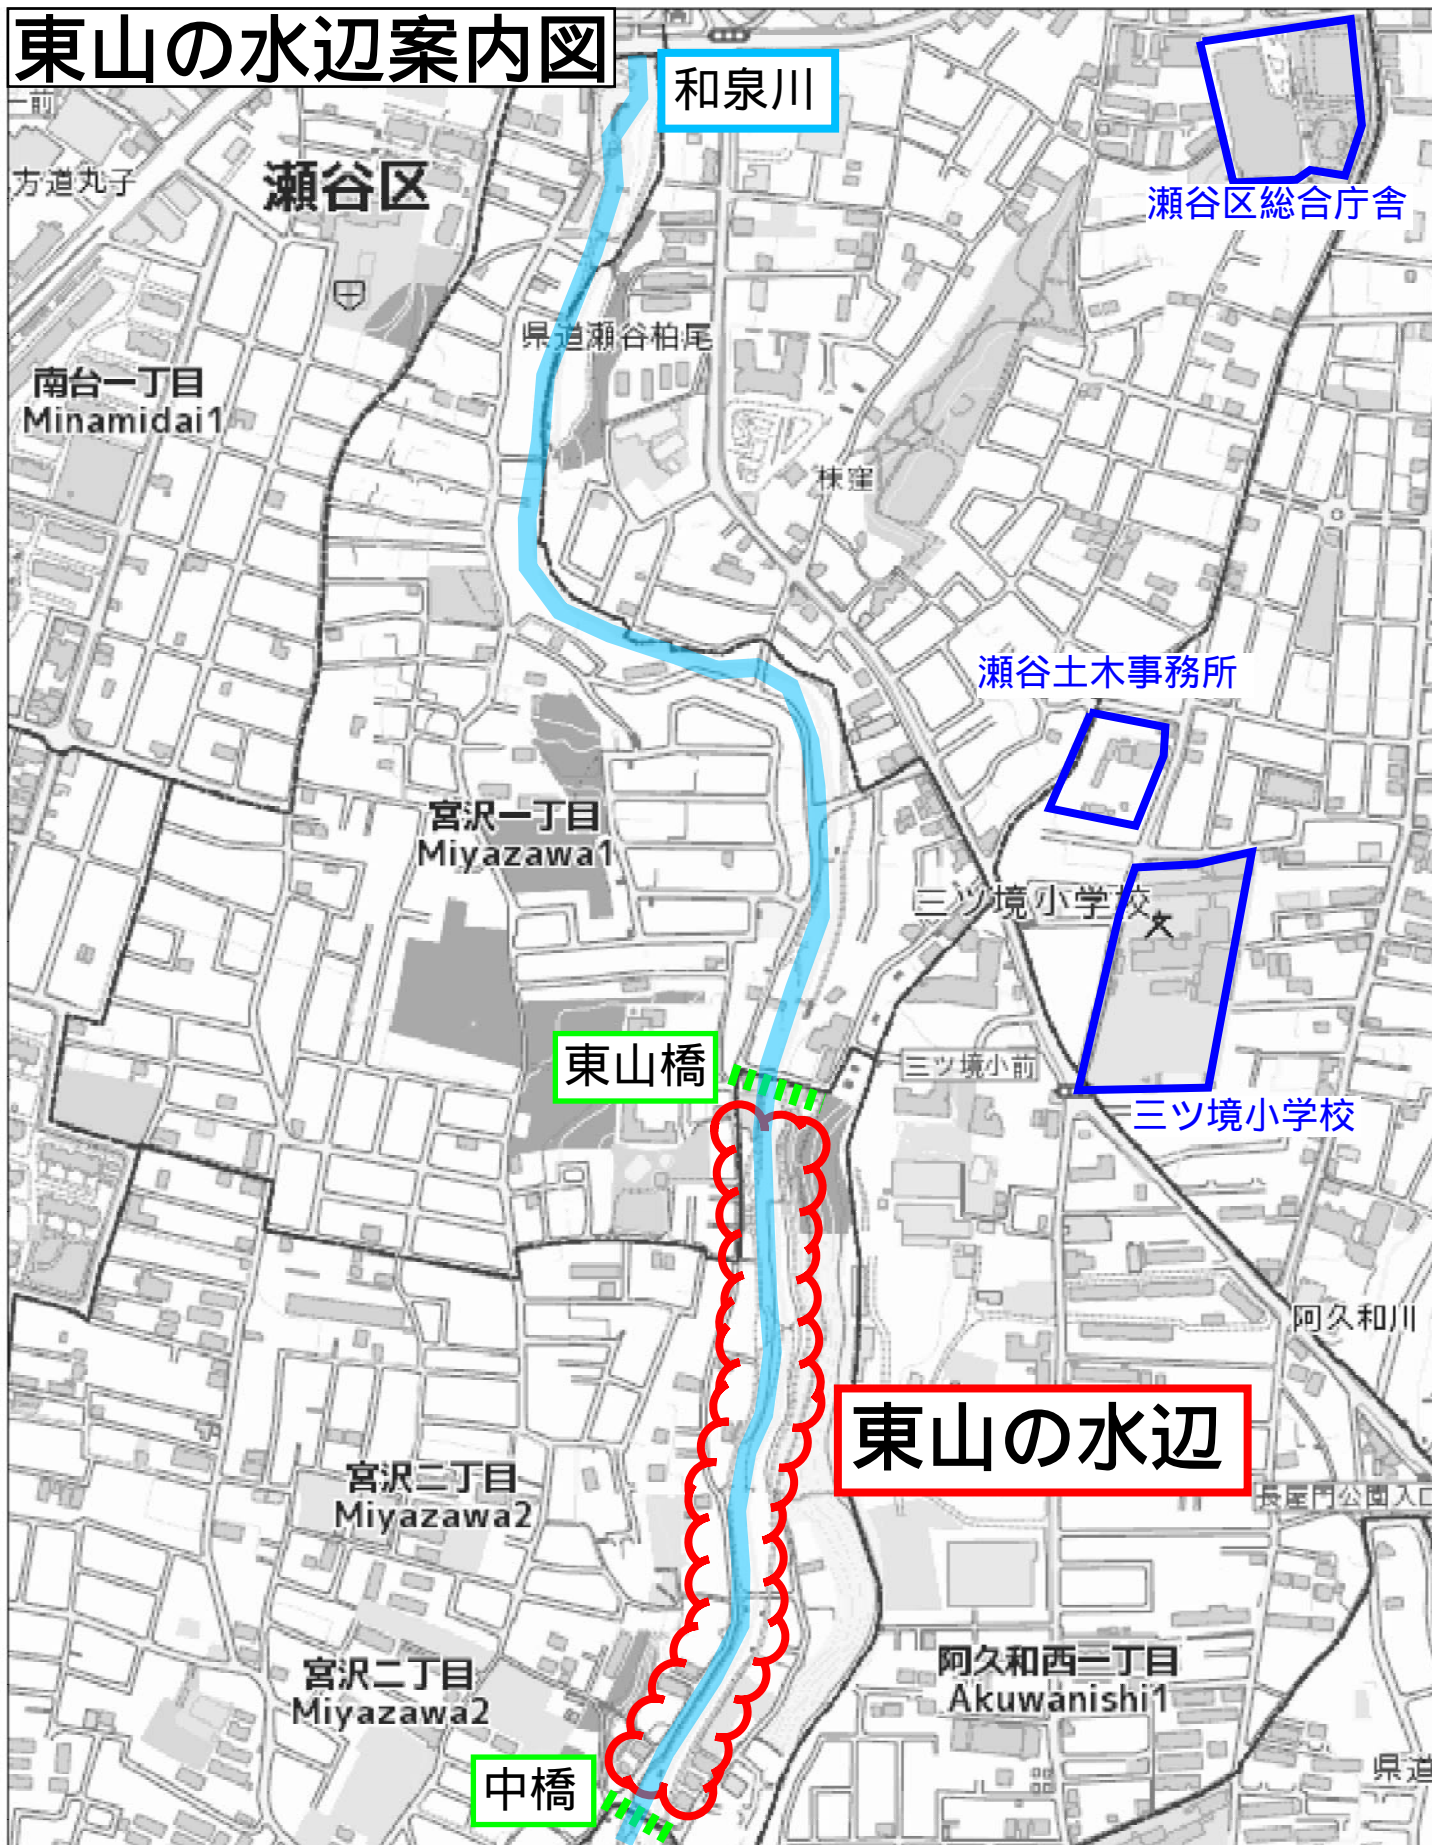 東山の水辺案内図
和泉川
一前
方道丸子
瀬谷区
瀬谷区総合庁舎
県道瀬谷柏尾
南台一丁目
Minamidai1
瀬谷土木事務所
宮沢一丁目
Miyazawa1
三ツ境小学校
東山橋
三ツ境小前
三ツ境小学校
阿久和川
東山の水辺
宮沢二丁目
Miyazawa2
長屋門公園入口
宮沢二丁目
Miyazawa2
阿久和西一丁目
Akuwanishi1
中橋
県道